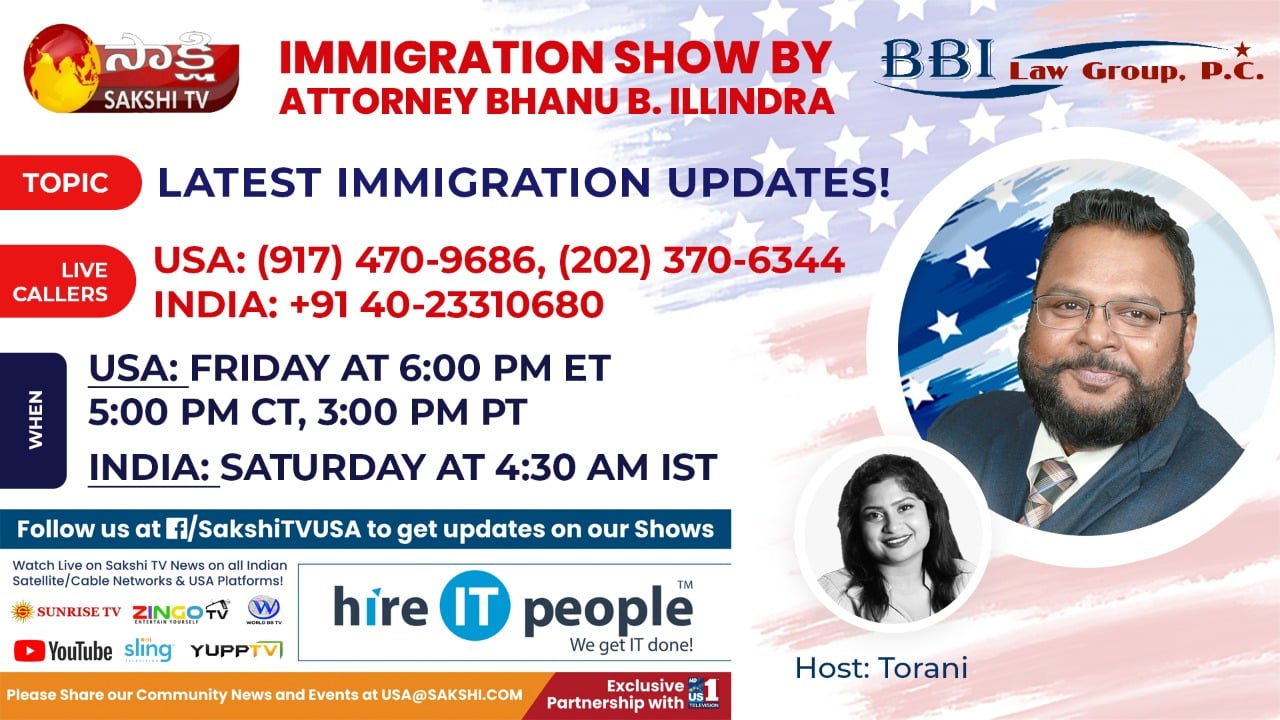 సాక్షి
SAKSHI TV
IMMIGRATION SHOW BY
ATTORNEY BHANU B. ILLINDRA
BBI Law Group, P.C.
TOPIC
LATEST IMMIGRATION UPDATES!
LIVE
CALLERS
USA: (917) 470-9686, (202) 370-6344
INDIA: +91 40-23310680
WHEN
USA: FRIDAY AT 6:00 PM ET
5:00 PM CT, 3:00 PM PT
INDIA: SATURDAY AT 4:30 AM IST
Follow us at f/SakshiTVUSA to get updates on our Shows
Watch Live on Sakshi TV News on all Indian
Satellite/Cable Networks & USA Platforms!
SUNRISE TV
ZINGO TV
ENTERTAIN YOURSELF
W
WORLD BB TV
YouTube
sling
TELEVISION
YUPPTV
hire IT people™
We get IT done!
Host: Torani
Please Share our Community News and Events at USA@SAKSHI.COM
Exclusive
Partnership with
HD
US1
TELEVISION